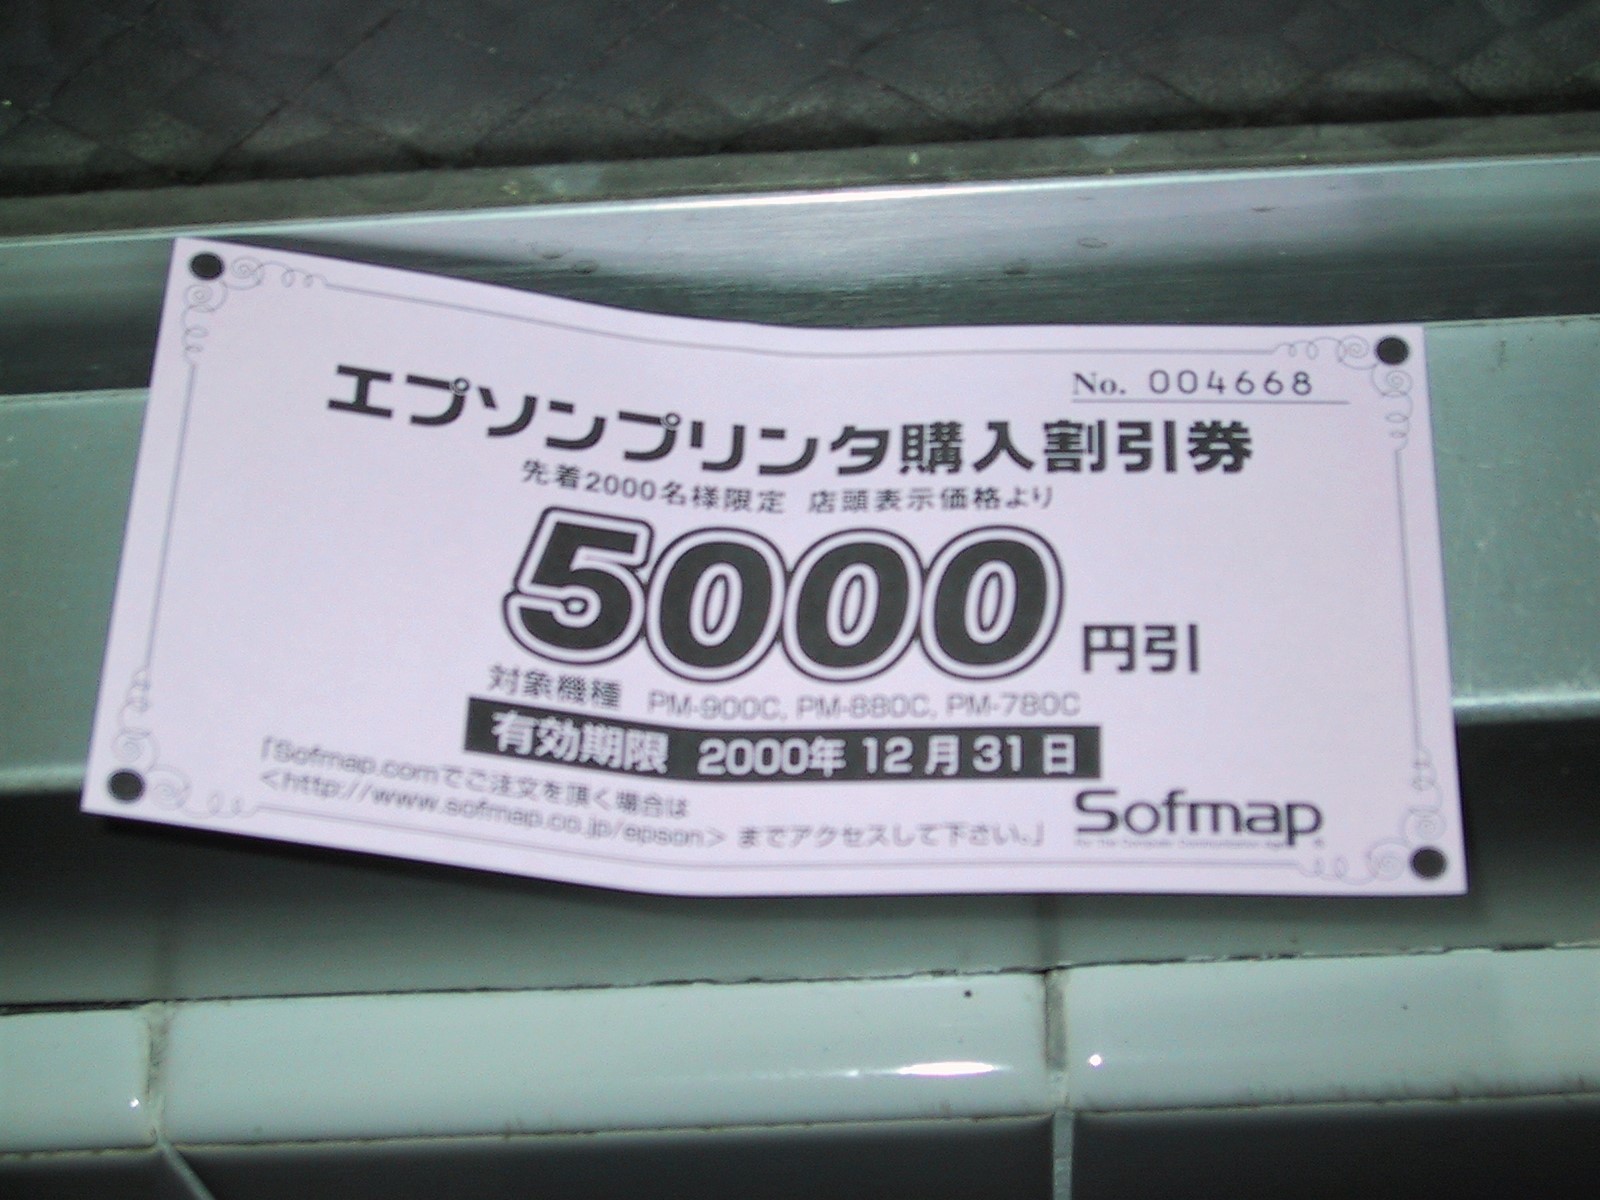 No. 004668
エプソンプリンタ購入割引券
先着2000名様限定 店頭表示価格より
5000円引
対象機種 PM-900C, PM-880C, PM-780C
有効期限 2000年 12月 31日
「Sofmap.comでご注文を頂く場合は
<http://www.sofmap.co.jp/epson> までアクセスして下さい。」
Sofmap